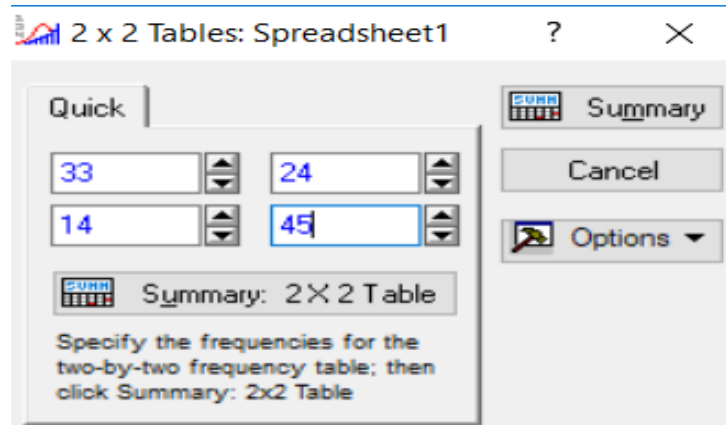 2 x 2 Tables: Spreadsheet1 ?
Quick
Summary
33 24
Cancel
14 45
Options
Summary: 2X2 Table
Specify the frequencies for the
two-by-two frequency table; then
click Summary: 2x2 Table